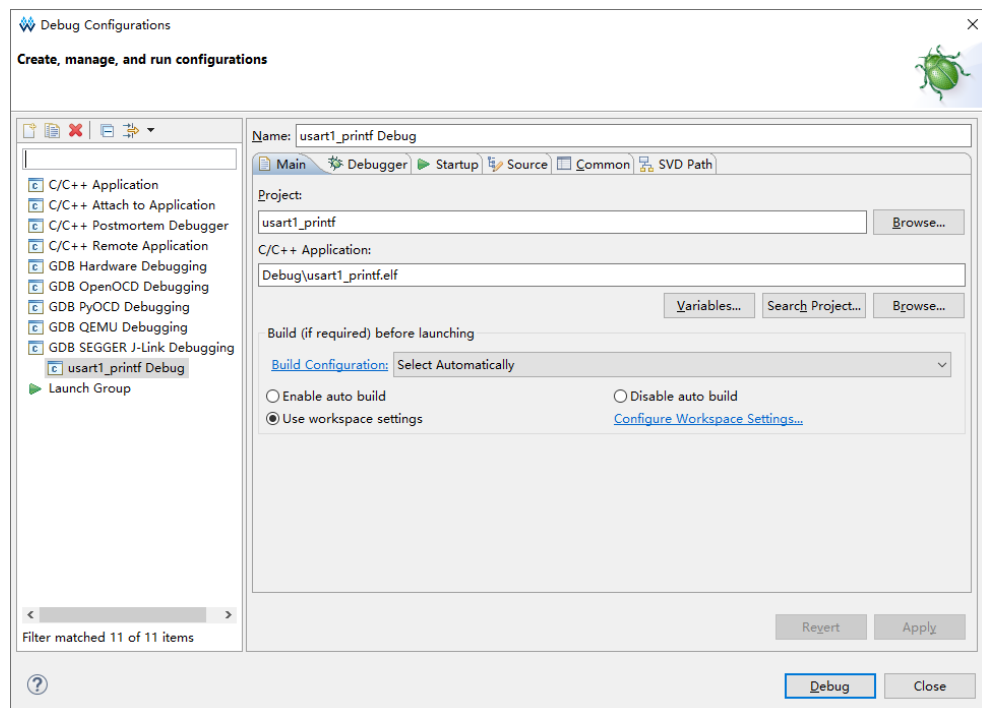 Debug Configurations
Create, manage, and run configurations
Name: usart1_printf Debug
Main Debugger Startup Source Common SVD Path
C/C++ Application
C/C++ Attach to Application
C/C++ Postmortem Debugger
C/C++ Remote Application
GDB Hardware Debugging
GDB OpenOCD Debugging
GDB PyOCD Debugging
GDB QEMU Debugging
GDB SEGGER J-Link Debugging
usart1_printf Debug
Launch Group
Filter matched 11 of 11 items
Project:
usart1_printf Browse...
C/C++ Application:
Debug\usart1_printf.elf
Variables... Search Project... Browse...
Build (if required) before launching
Build Configuration: Select Automatically
Enable auto build Disable auto build
Use workspace settings Configure Workspace Settings...
Revert Apply
Debug Close